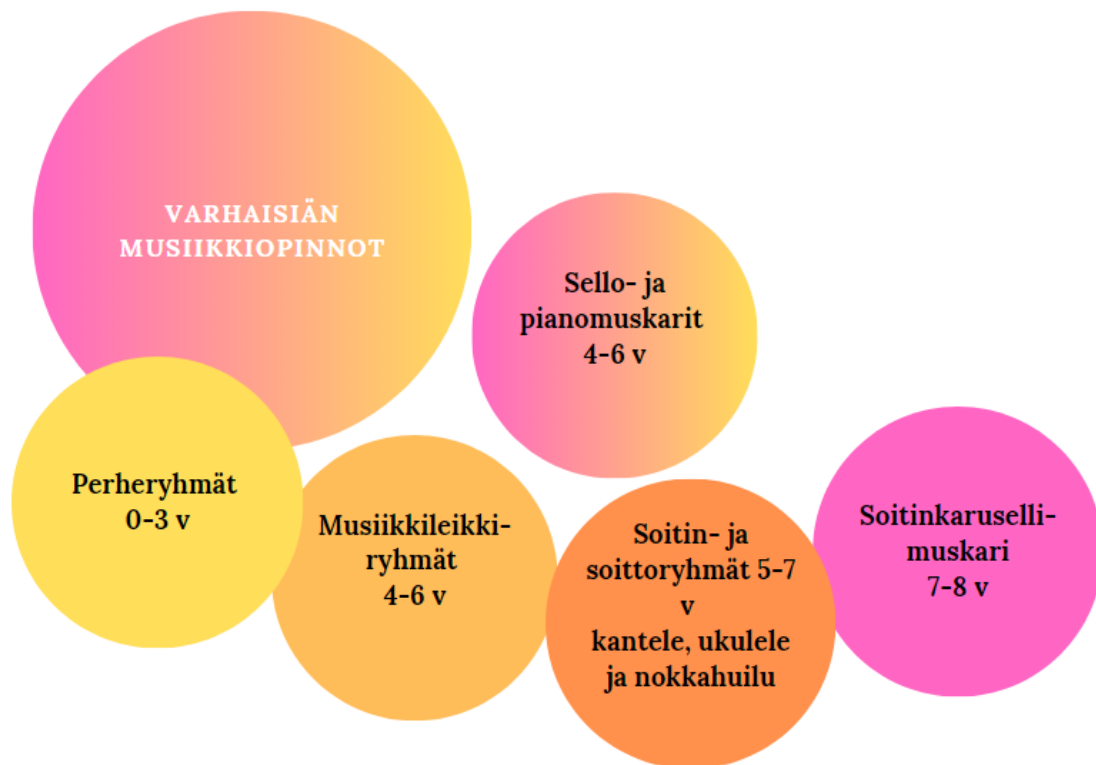 VARHAISIÄN
MUSIIKKIOPINNOT
Sello- ja
pianomuskarit
4-6 v
Perheryhmät
0-3 v
Musiikkileikki-
ryhmät
4-6 v
Soitin- ja
soittoryhmät 5-7
v
kantele, ukulele
ja nokkahuilu
Soitinkaruselli-
muskari
7-8 v